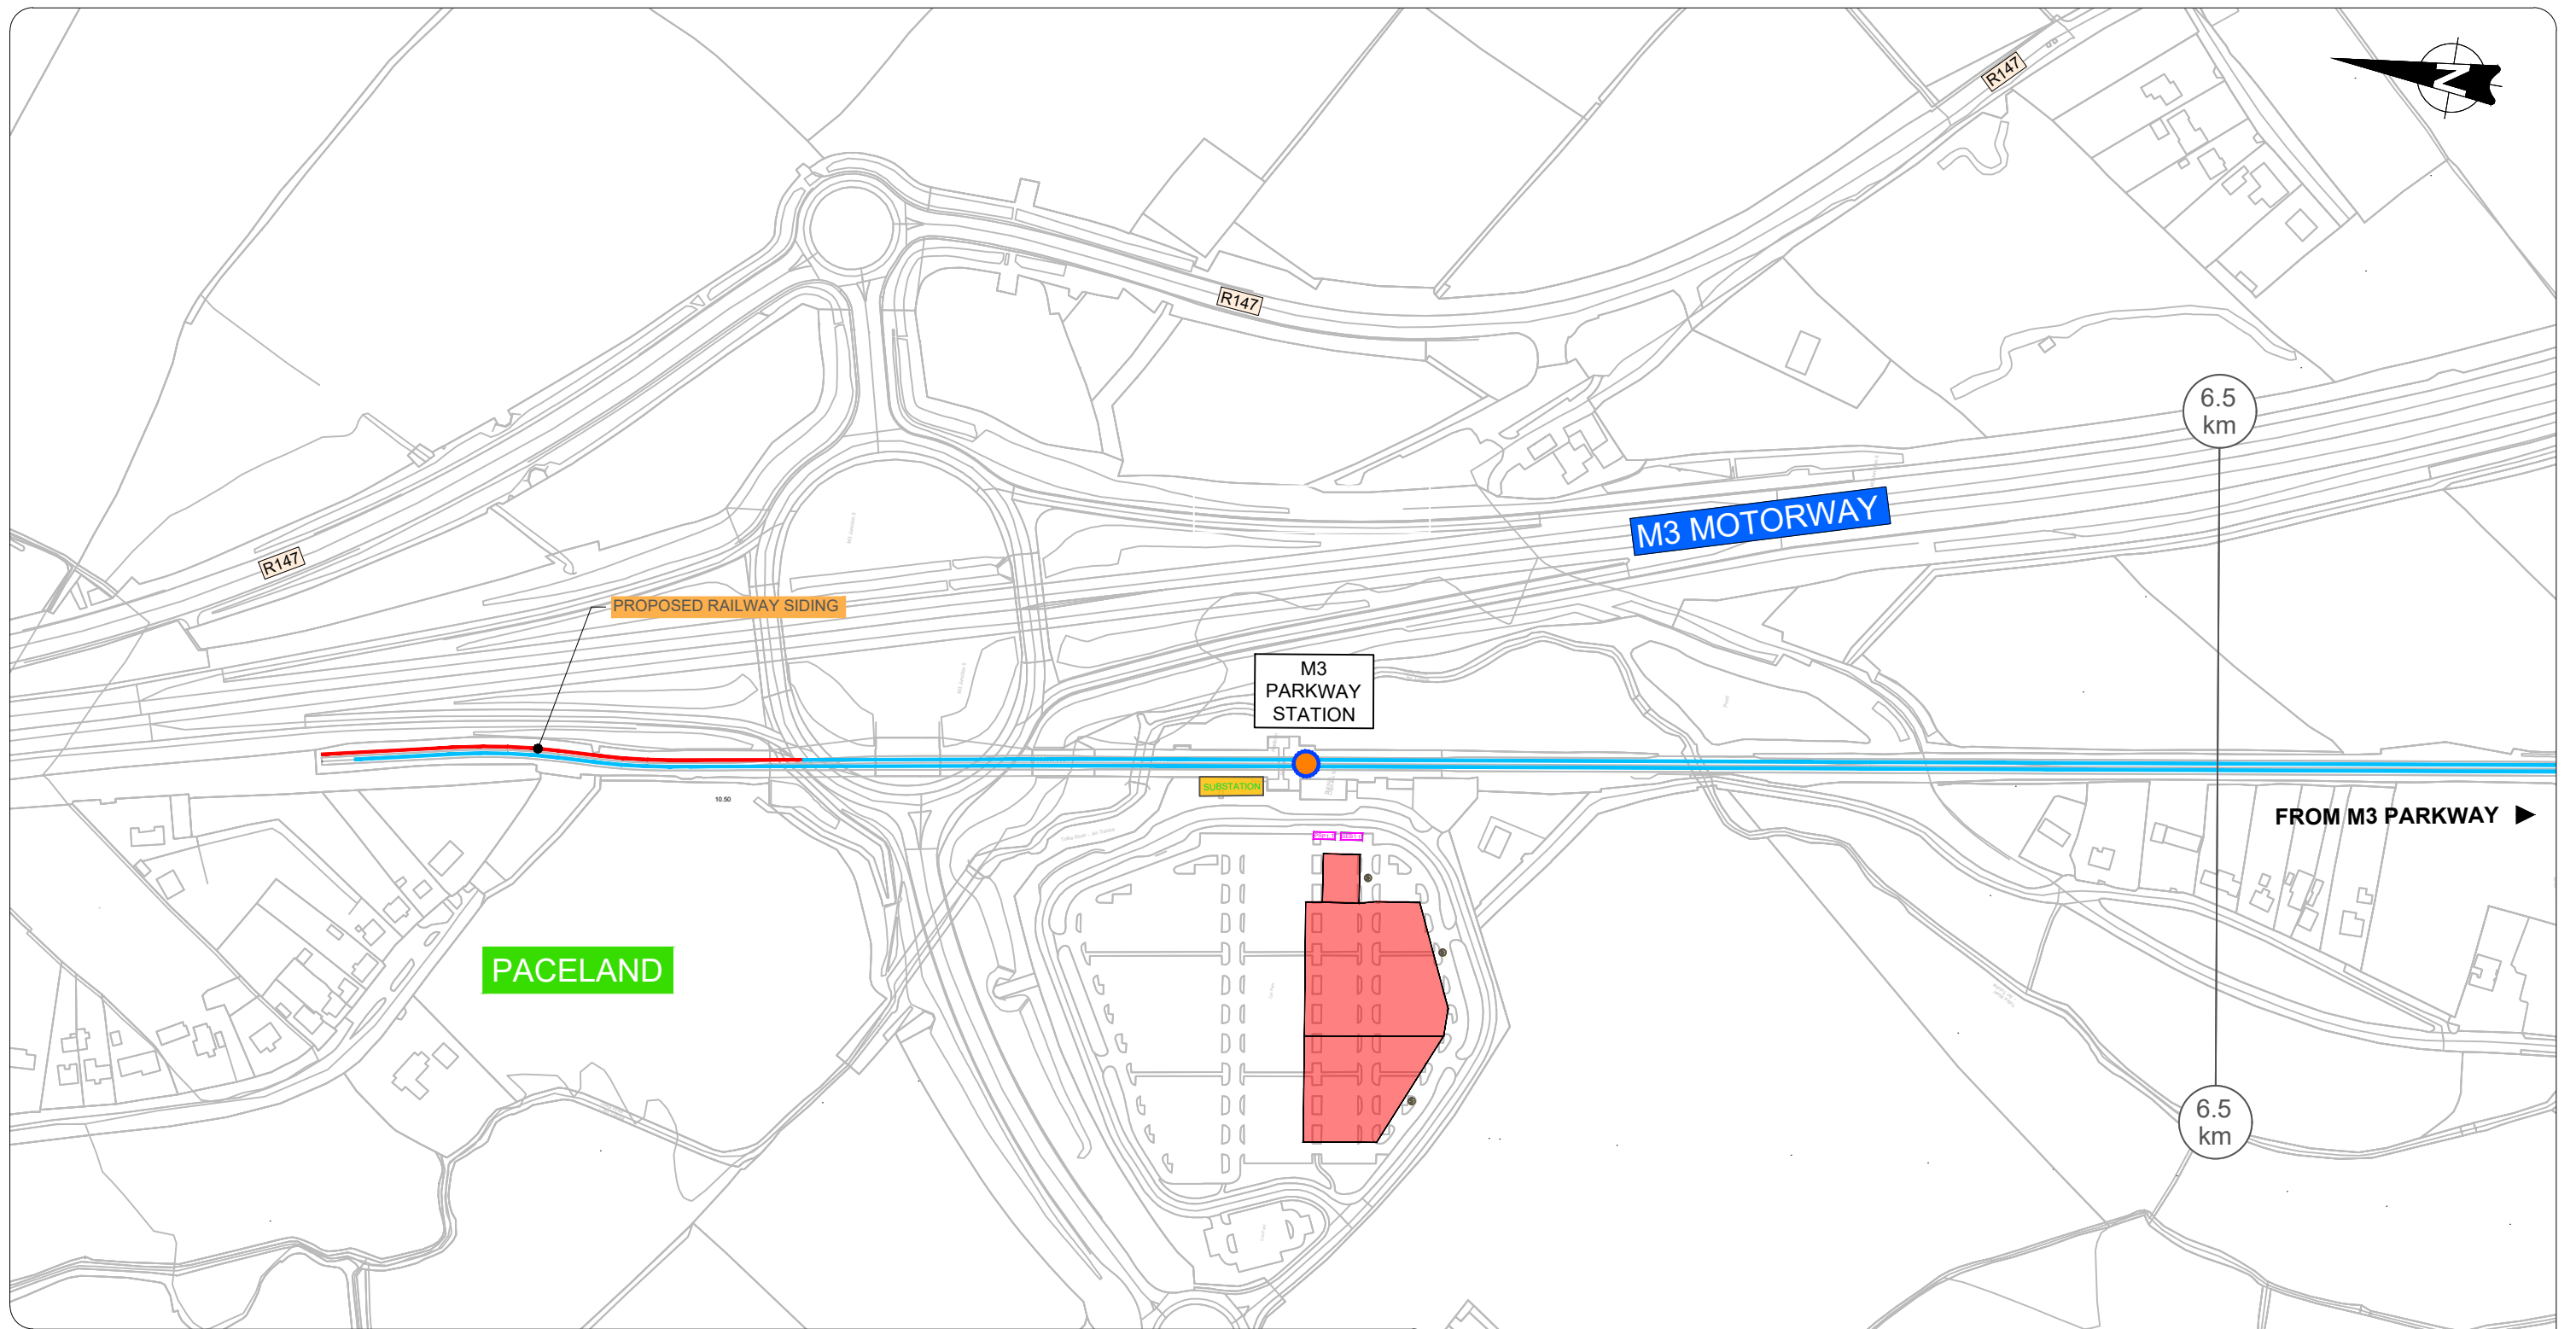 R147
N
R147
6.5
km
M3 MOTORWAY
R147
PROPOSED RAILWAY SIDING
M3
PARKWAY
STATION
SUBSTATION
10.50
FROM M3 PARKWAY
PACELAND
6.5
km